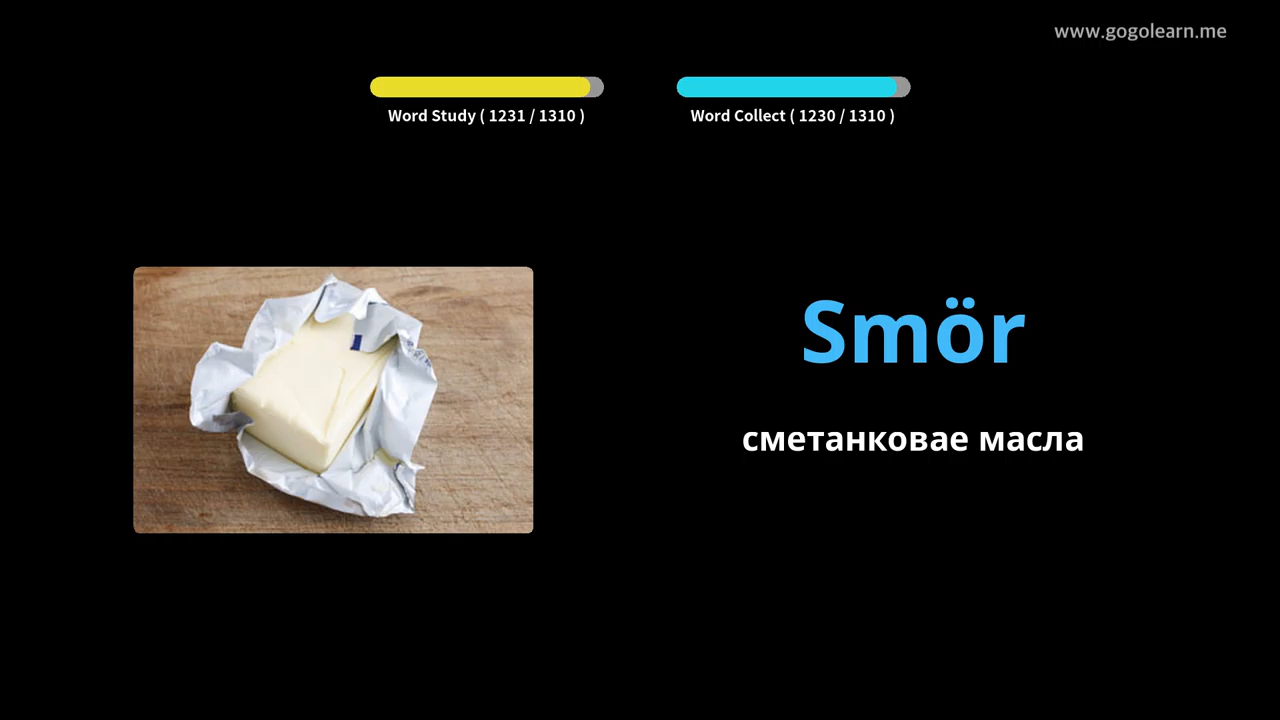 www.gogolearn.me
Word Study ( 1231 / 1310 )
Word Collect ( 1230 / 1310 )
Smör
сметанковае масла